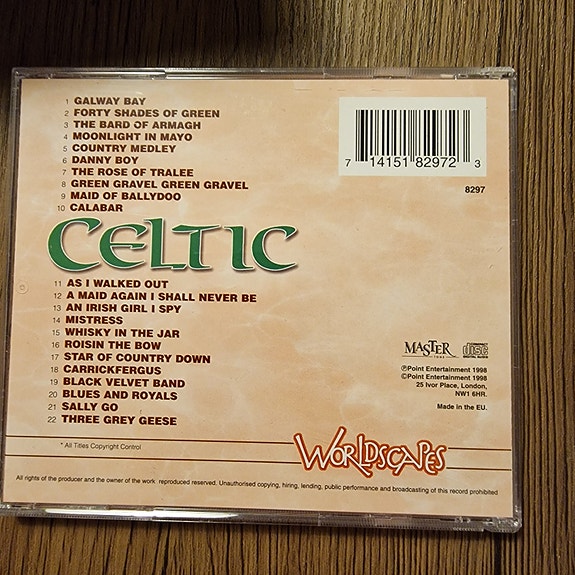 1 GALWAY BAY
2 FORTY SHADES OF GREEN
3 THE BARD OF ARMAGH
4 MOONLIGHT IN MAYO
5 COUNTRY MEDLEY
6 DANNY BOY
7 THE ROSE OF TRALEE
8 GREEN GRAVEL GREEN GRAVEL
9 MAID OF BALLYDOO
10 CALABAR
7 14151 82972 3
8297
CELTIC
11 AS I WALKED OUT
12 A MAID AGAIN I SHALL NEVER BE
13 AN IRISH GIRL I SPY
14 MISTRESS
15 WHISKY IN THE JAR
16 ROISIN THE BOW
17 STAR OF COUNTRY DOWN
18 CARRICKFERGUS
19 BLACK VELVET BAND
20 BLUES AND ROYALS
21 SALLY GO
22 THREE GREY GEESE
MASTER
disc
DIGITAL AUDIO
℗Point Entertainment 1998
©Point Entertainment 1998
25 Ivor Place, London,
NW1 6HR.
Made in the EU.
* All Titles Copyright Control
WORLDSCAPES
All rights of the producer and the owner of the work reproduced reserved. Unauthorised copying, hiring, lending, public performance and broadcasting of this record prohibited